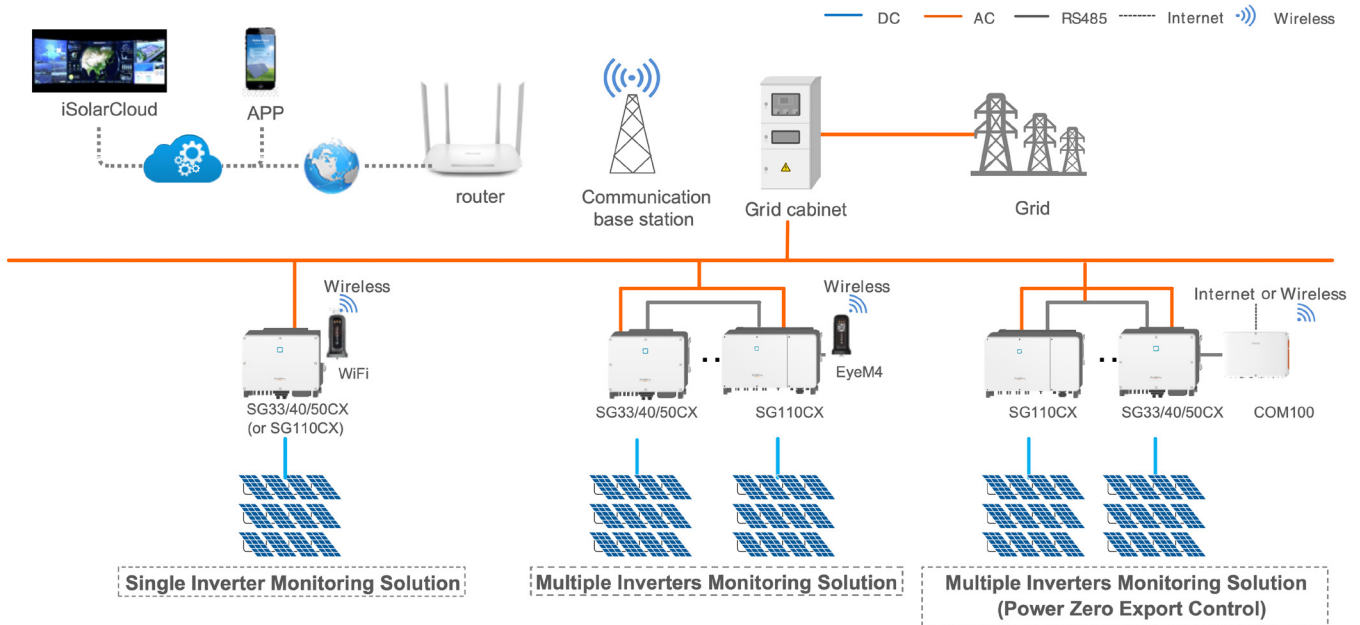 DC
AC
RS485
Internet
Wireless
iSolarCloud
APP
router
Communication
base station
Grid cabinet
Grid
Wireless
WiFi
SG33/40/50CX
(or SG110CX)
Wireless
EyeM4
SG33/40/50CX
SG110CX
Internet or Wireless
SG110CX
SG33/40/50CX
COM100
Single Inverter Monitoring Solution
Multiple Inverters Monitoring Solution
Multiple Inverters Monitoring Solution
(Power Zero Export Control)